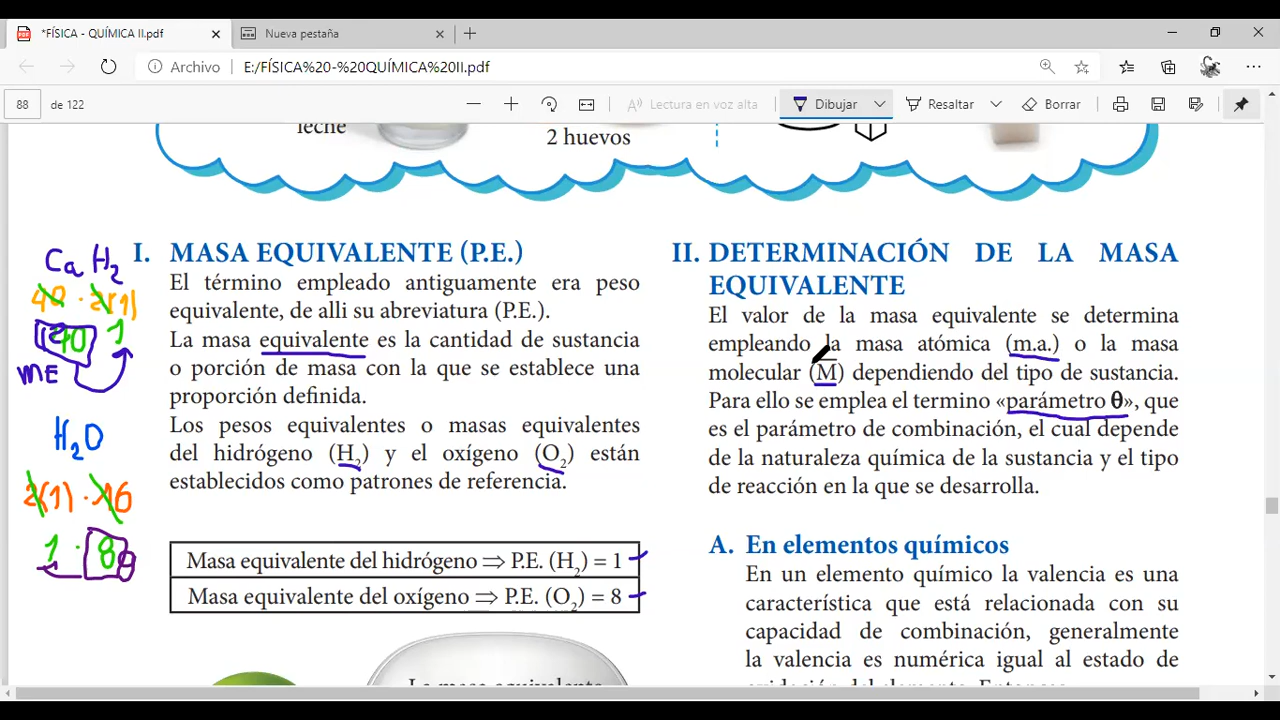 *FÍSICA - QUÍMICA II.pdf
Nueva pestaña
Archivo
E:/FÍSICA%20-%20QUÍMICA%20II.pdf
88
de 122
Lectura en voz alta
Dibujar
Resaltar
Borrar
leche
2 huevos
Ca H2
40 · 2(1)
1
ME
H2O
2(1) · 16
1 · 8
I. MASA EQUIVALENTE (P.E.)
El término empleado antiguamente era peso
equivalente, de alli su abreviatura (P.E.).
La masa equivalente es la cantidad de sustancia
o porción de masa con la que se establece una
proporción definida.
Los pesos equivalentes o masas equivalentes
del hidrógeno (H2) y el oxígeno (O2) están
establecidos como patrones de referencia.
Masa equivalente del hidrógeno ⇒ P.E. (H2) = 1
Masa equivalente del oxígeno ⇒ P.E. (O2) = 8
II. DETERMINACIÓN DE LA MASA
EQUIVALENTE
El valor de la masa equivalente se determina
empleando la masa atómica (m.a.) o la masa
molecular (M) dependiendo del tipo de sustancia.
Para ello se emplea el termino «parámetro θ», que
es el parámetro de combinación, el cual depende
de la naturaleza química de la sustancia y el tipo
de reacción en la que se desarrolla.
A. En elementos químicos
En un elemento químico la valencia es una
característica que está relacionada con su
capacidad de combinación, generalmente
la valencia es numérica igual al estado de